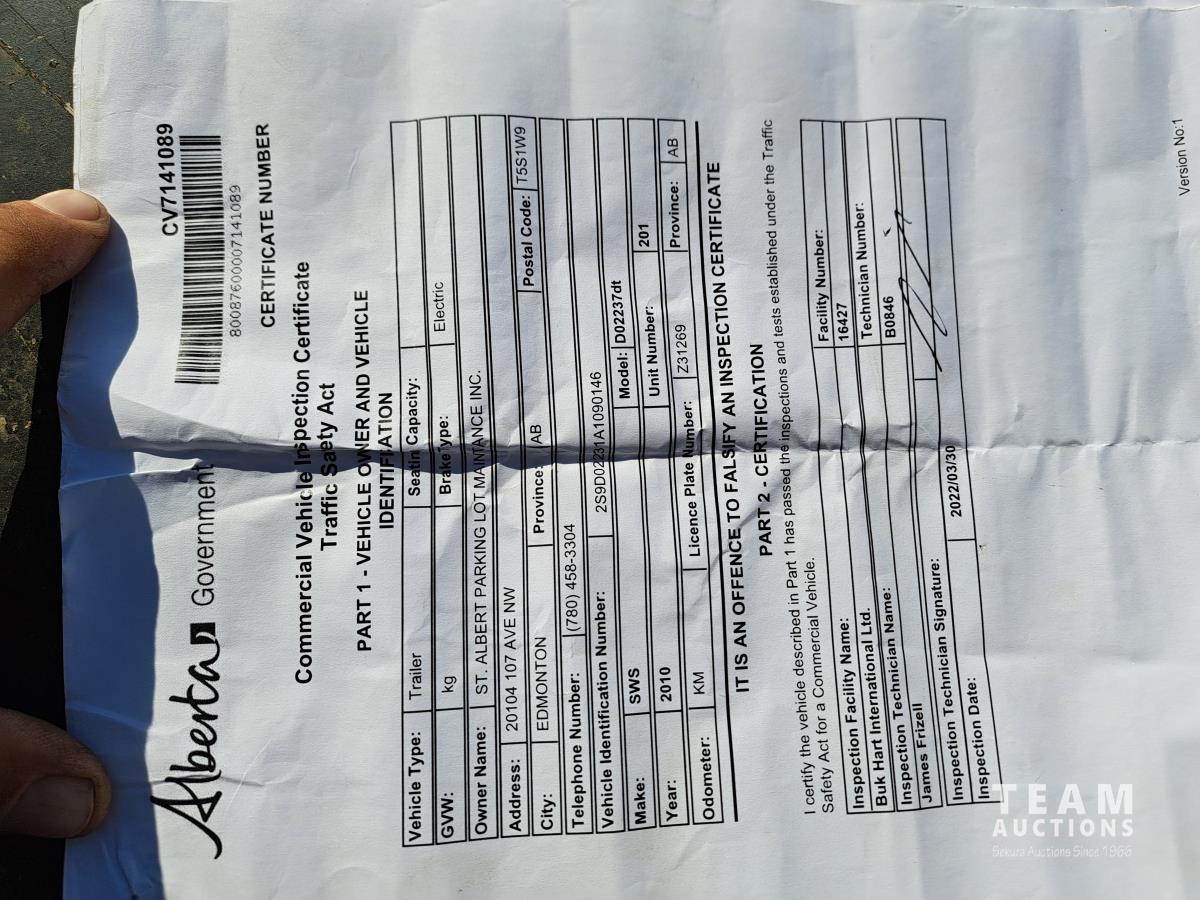 Alberta Government
CV7141089
80087600007141089
CERTIFICATE NUMBER
Commercial Vehicle Inspection Certificate
Traffic Safety Act
PART 1 - VEHICLE OWNER AND VEHICLE
IDENTIFICATION
Vehicle Type: Trailer Seatin Capacity:
GVW: kg Brake Type: Electric
Owner Name: ST. ALBERT PARKING LOT MAINTANCE INC.
Address: 20104 107 AVE NW Postal Code: T5S1W9
City: EDMONTON Province: AB
Telephone Number: (780) 458-3304
Vehicle Identification Number: 2S9D02231A1090146
Make: SWS Model: D02237dt
Year: 2010 Unit Number: 201
Odometer: KM Licence Plate Number: Z31269 Province: AB
IT IS AN OFFENCE TO FALSIFY AN INSPECTION CERTIFICATE
PART 2 - CERTIFICATION
I certify the vehicle described in Part 1 has passed the inspections and tests established under the Traffic
Safety Act for a Commercial Vehicle.
Inspection Facility Name: Facility Number:
Buk Hart International Ltd. 16427
Inspection Technician Name: Technician Number:
James Frizell B0846
Inspection Technician Signature:
Inspection Date: 2022/03/30
Version No:1
TEAM
AUCTIONS
Sekura Auctions Since 1966